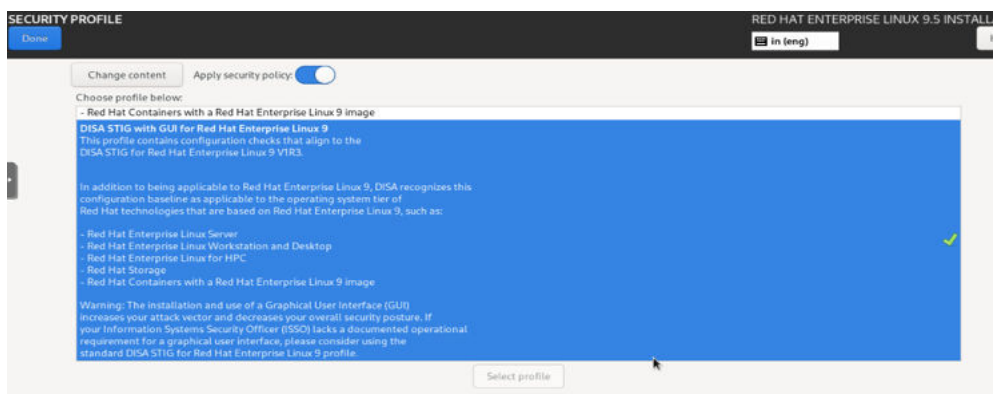 SECURITY PROFILE
RED HAT ENTERPRISE LINUX 9.5 INSTALL
Done
in (eng)
Change content
Apply security policy:
Choose profile below:
- Red Hat Containers with a Red Hat Enterprise Linux 9 image
DISA STIG with GUI for Red Hat Enterprise Linux 9
This profile contains configuration checks that align to the
DISA STIG for Red Hat Enterprise Linux 9 V1R3.
In addition to being applicable to Red Hat Enterprise Linux 9, DISA recognizes this
configuration baseline as applicable to the operating system tier of
Red Hat technologies that are based on Red Hat Enterprise Linux 9, such as:
- Red Hat Enterprise Linux Server
- Red Hat Enterprise Linux Workstation and Desktop
- Red Hat Enterprise Linux for HPC
- Red Hat Storage
- Red Hat Containers with a Red Hat Enterprise Linux 9 image
Warning: The installation and use of a Graphical User Interface (GUI)
increases your attack vector and decreases your overall security posture. If
your Information Systems Security Officer (ISSO) lacks a documented operational
requirement for a graphical user interface, please consider using the
standard DISA STIG for Red Hat Enterprise Linux 9 profile.
Select profile